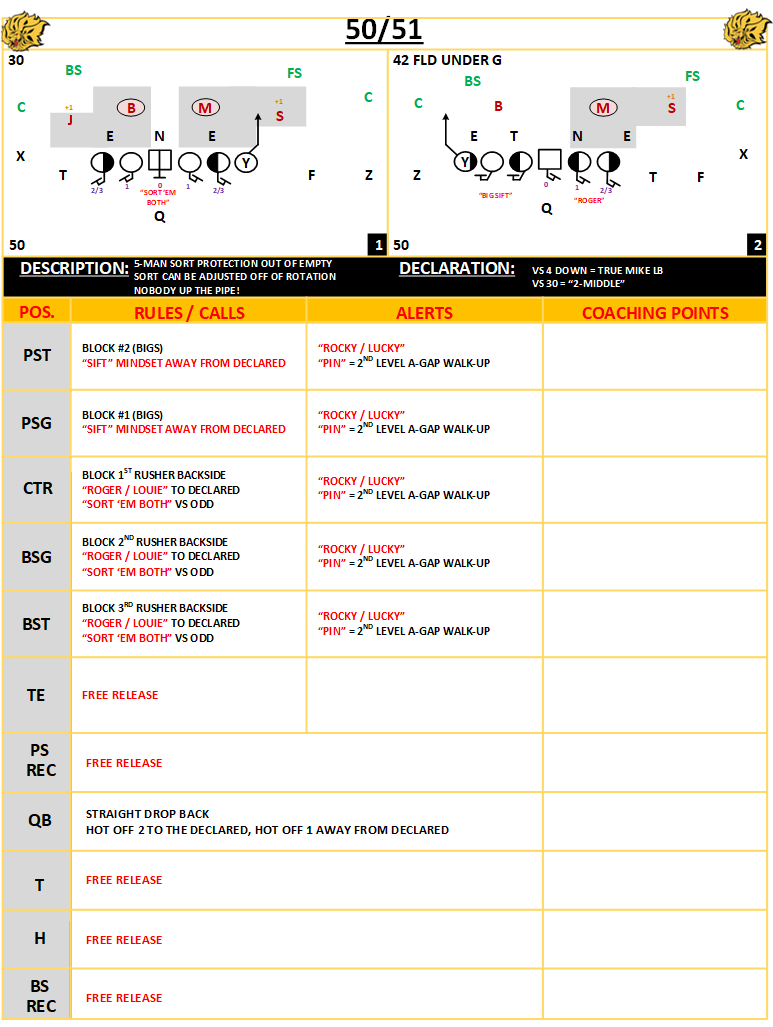 50/51
30
BS
FS
C
+1
J
B
M
+1
S
C
E
N
E
X
T
Y
F
Z
2/3
1
0
1
2/3
"SORT 'EM
BOTH"
Q
50
1
42 FLD UNDER G
BS
FS
C
B
M
+1
S
C
E
T
N
E
X
Z
Y
T
F
0
1
2/3
"BIG SIFT"
"ROGER"
Q
50
2
DESCRIPTION:
5-MAN SORT PROTECTION OUT OF EMPTY
SORT CAN BE ADJUSTED OFF OF ROTATION
NOBODY UP THE PIPE!
DECLARATION:
VS 4 DOWN = TRUE MIKE LB
VS 30 = "2-MIDDLE"
POS.
RULES / CALLS
ALERTS
COACHING POINTS
PST
BLOCK #2 (BIGS)
"SIFT" MINDSET AWAY FROM DECLARED
"ROCKY / LUCKY"
"PIN" = 2ND LEVEL A-GAP WALK-UP
PSG
BLOCK #1 (BIGS)
"SIFT" MINDSET AWAY FROM DECLARED
"ROCKY / LUCKY"
"PIN" = 2ND LEVEL A-GAP WALK-UP
CTR
BLOCK 1ST RUSHER BACKSIDE
"ROGER / LOUIE" TO DECLARED
"SORT 'EM BOTH" VS ODD
"ROCKY / LUCKY"
"PIN" = 2ND LEVEL A-GAP WALK-UP
BSG
BLOCK 2ND RUSHER BACKSIDE
"ROGER / LOUIE" TO DECLARED
"SORT 'EM BOTH" VS ODD
"ROCKY / LUCKY"
"PIN" = 2ND LEVEL A-GAP WALK-UP
BST
BLOCK 3RD RUSHER BACKSIDE
"ROGER / LOUIE" TO DECLARED
"SORT 'EM BOTH" VS ODD
"ROCKY / LUCKY"
"PIN" = 2ND LEVEL A-GAP WALK-UP
TE
FREE RELEASE
PS
REC
FREE RELEASE
QB
STRAIGHT DROP BACK
HOT OFF 2 TO THE DECLARED, HOT OFF 1 AWAY FROM DECLARED
T
FREE RELEASE
H
FREE RELEASE
BS
REC
FREE RELEASE